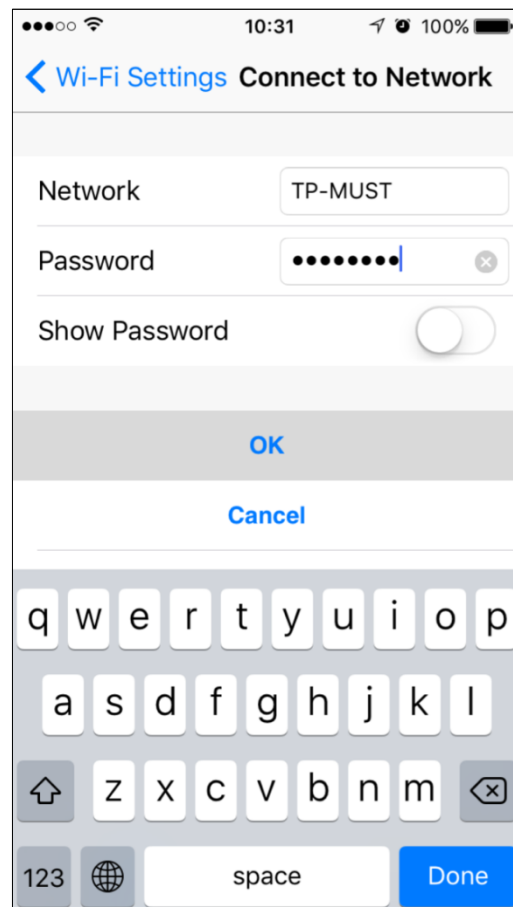 10:31 100%
Wi-Fi Settings Connect to Network
Network TP-MUST
Password ••••••••
Show Password
OK
Cancel
q w e r t y u i o p
a s d f g h j k l
z x c v b n m
123 space Done